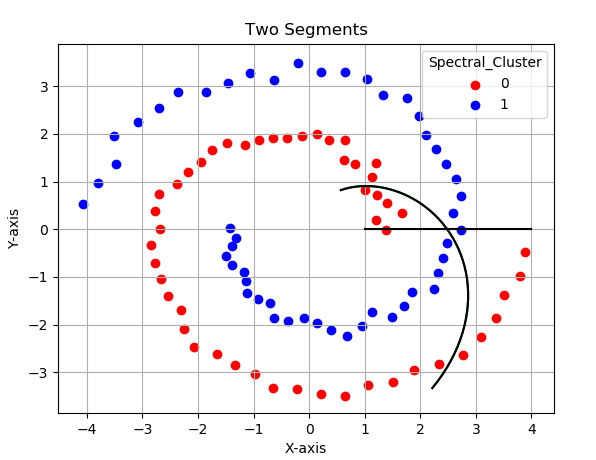 Two Segments
Spectral_Cluster
0
1
Y-axis
3
2
1
0
−1
−2
−3
−4 −3 −2 −1 0 1 2 3 4
X-axis